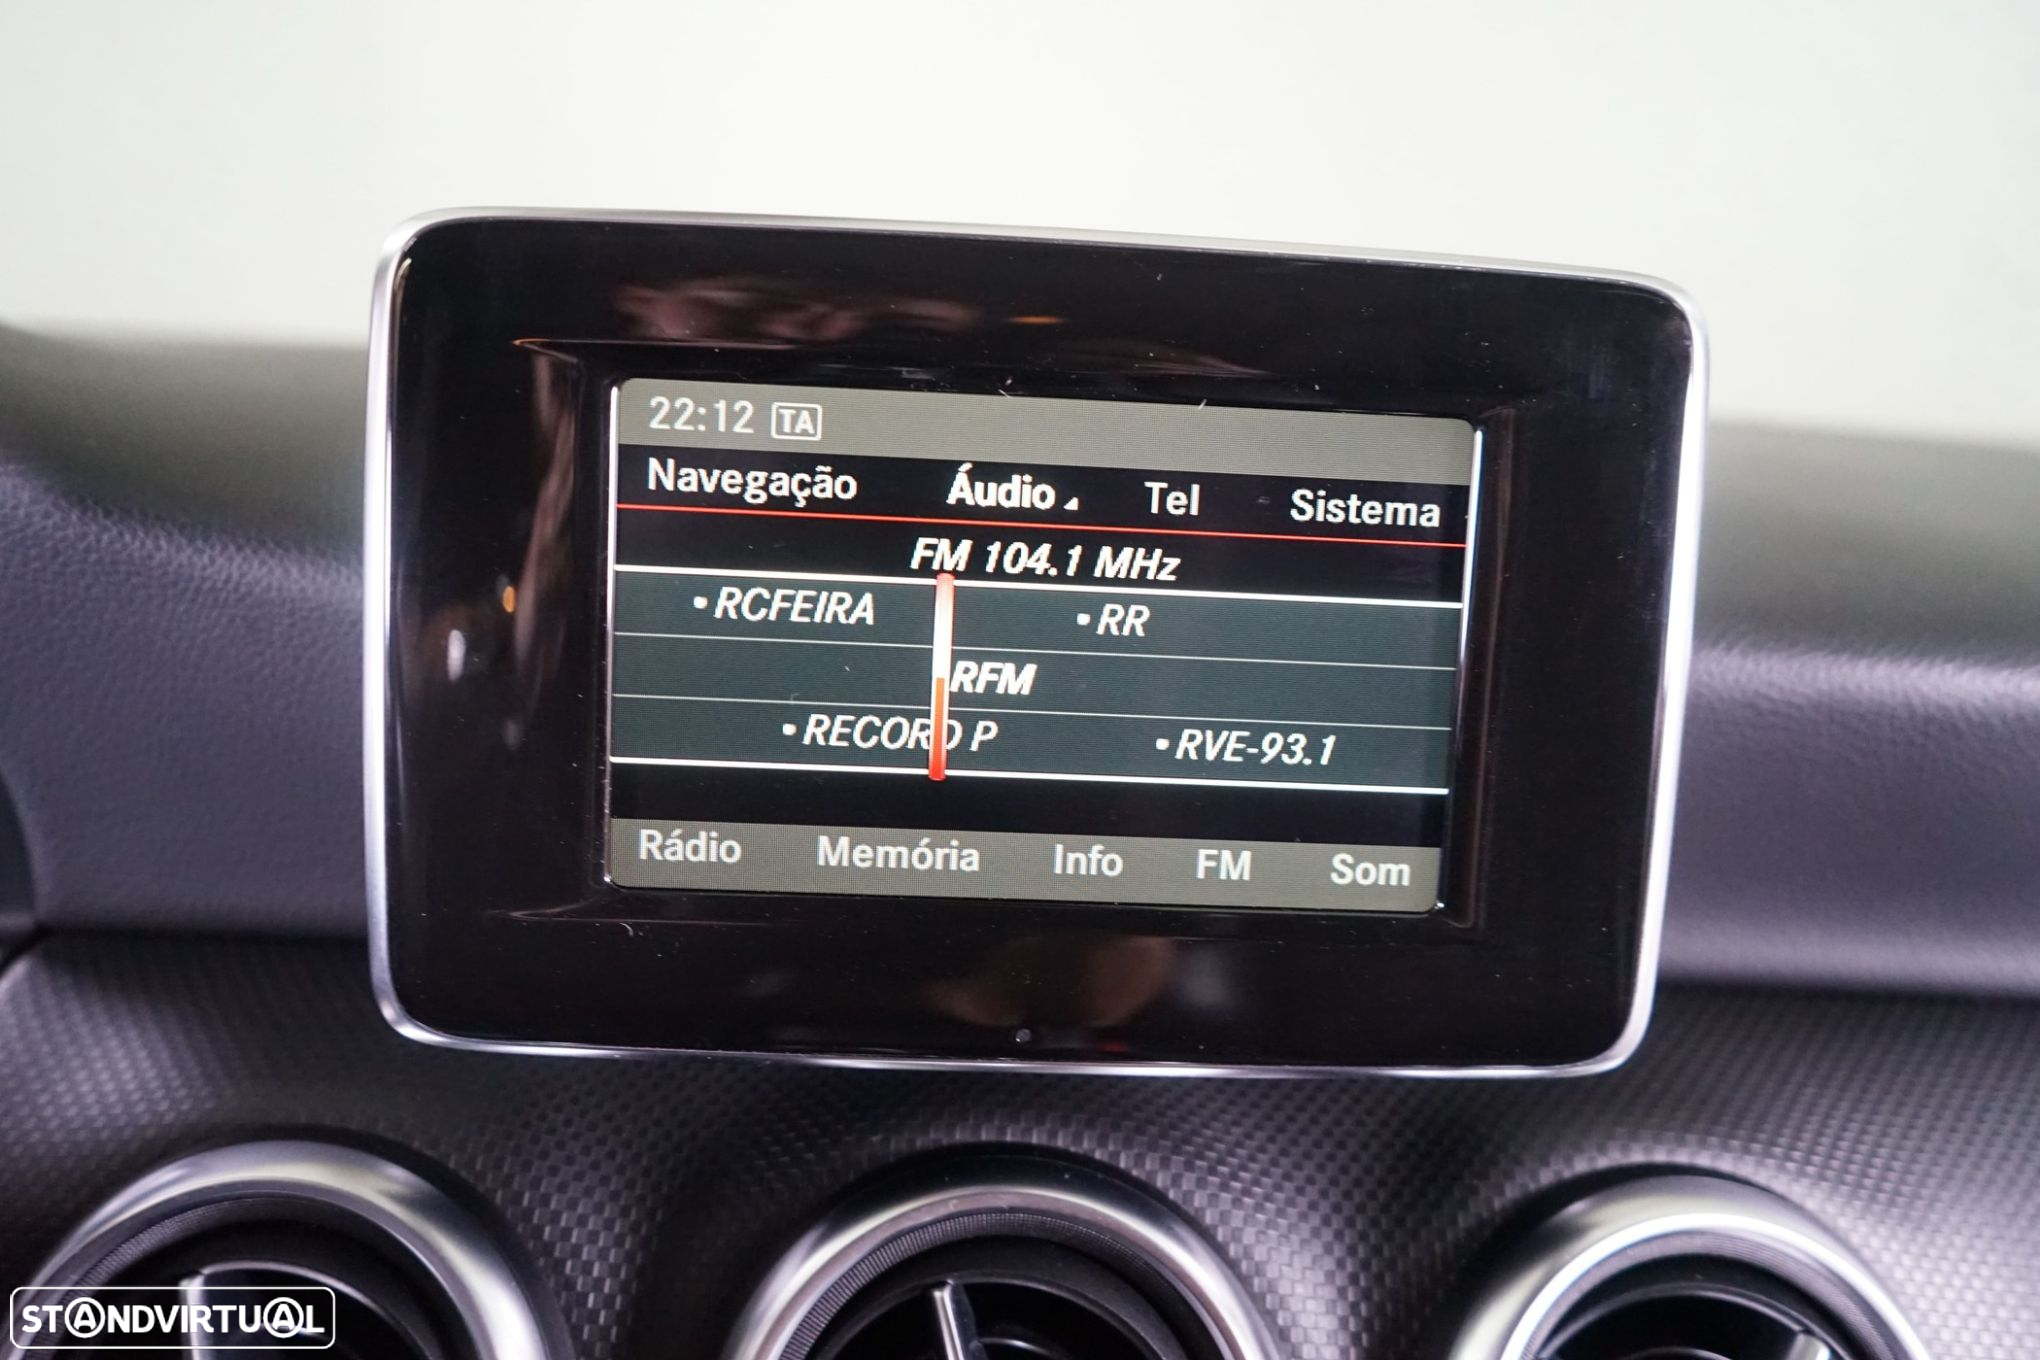 22:12 TA
Navegação Áudio Tel Sistema
FM 104.1 MHz
•RCFEIRA •RR
RFM
•RECORD P •RVE-93.1
Rádio Memória Info FM Som
STANDVIRTUAL